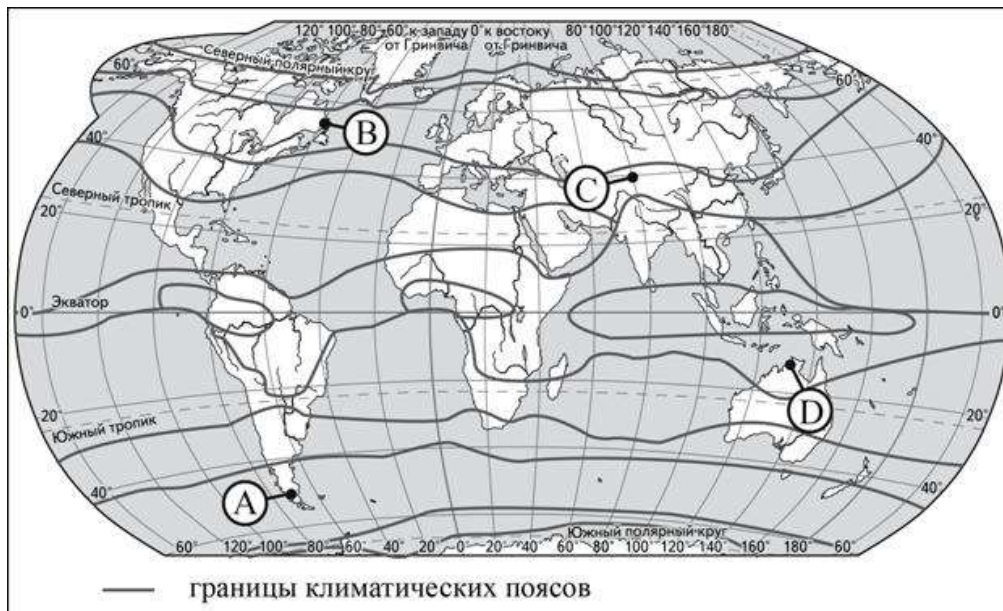 120° 100° 80° 60° к западу 0° к востоку 80° 100° 120° 140° 160° 180°
от Гринвича от Гринвича
Северный полярный круг
60° 60°
B
40° 40°
C
Северный тропик
20° 20°
Экватор
0° 0°
D
20° 20°
Южный тропик
A
40° 40°
Южный полярный круг
60° 120° 100° 80° 60° 40° 20° 0° 20° 40° 60° 80° 100° 120° 140° 180° 60°
границы климатических поясов